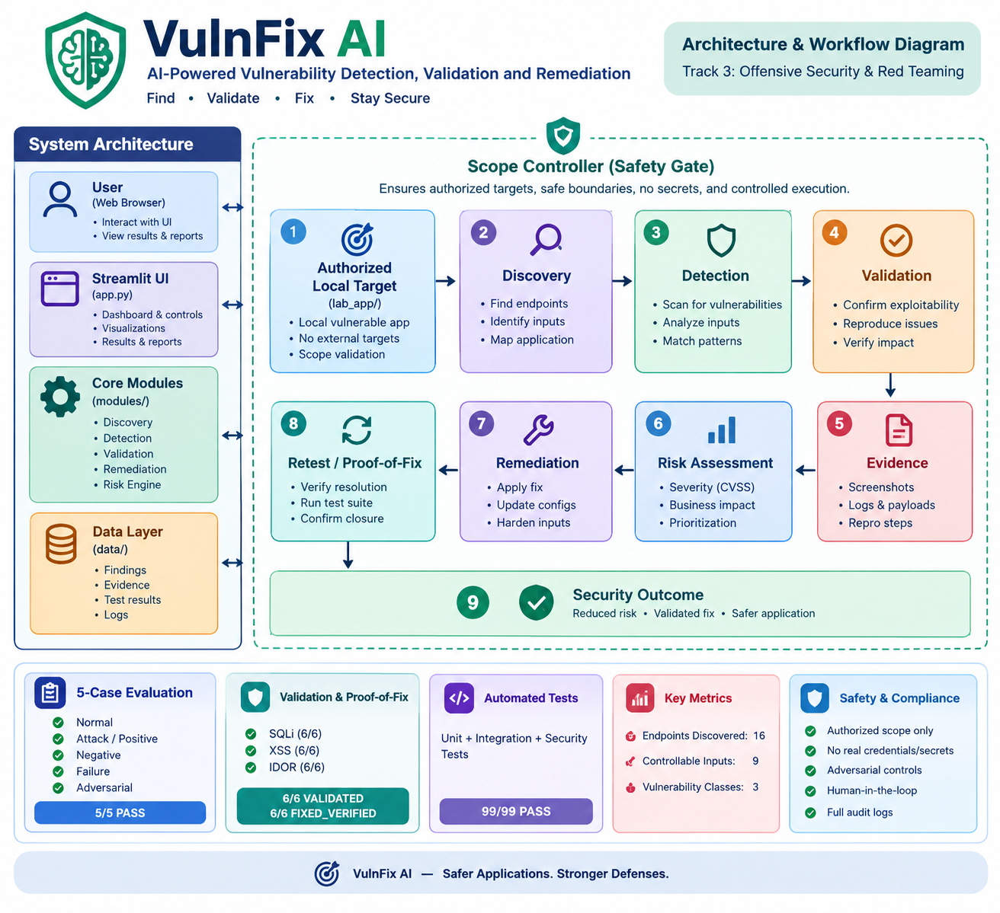 VulnFix AI
AI-Powered Vulnerability Detection, Validation and Remediation
Find • Validate • Fix • Stay Secure
Architecture & Workflow Diagram
Track 3: Offensive Security & Red Teaming
System Architecture
User
(Web Browser)
• Interact with UI
• View results & reports
Streamlit UI
(app.py)
• Dashboard & controls
• Visualizations
• Results & reports
Core Modules
(modules/)
• Discovery
• Detection
• Validation
• Remediation
• Risk Engine
Data Layer
(data/)
• Findings
• Evidence
• Test results
• Logs
Scope Controller (Safety Gate)
Ensures authorized targets, safe boundaries, no secrets, and controlled execution.
1
Authorized
Local Target
(lab_app/)
• Local vulnerable app
• No external targets
• Scope validation
2
Discovery
• Find endpoints
• Identify inputs
• Map application
3
Detection
• Scan for vulnerabilities
• Analyze inputs
• Match patterns
4
Validation
• Confirm exploitability
• Reproduce issues
• Verify impact
5
Evidence
• Screenshots
• Logs & payloads
• Repro steps
6
Risk Assessment
• Severity (CVSS)
• Business impact
• Prioritization
7
Remediation
• Apply fix
• Update configs
• Harden inputs
8
Retest / Proof-of-Fix
• Verify resolution
• Run test suite
• Confirm closure
9
Security Outcome
Reduced risk • Validated fix • Safer application
5-Case Evaluation
Normal
Attack / Positive
Negative
Failure
Adversarial
5/5 PASS
Validation & Proof-of-Fix
SQLi (6/6)
XSS (6/6)
IDOR (6/6)
6/6 VALIDATED
6/6 FIXED_VERIFIED
Automated Tests
Unit + Integration + Security
Tests
99/99 PASS
Key Metrics
Endpoints Discovered: 16
Controllable Inputs: 9
Vulnerability Classes: 3
Safety & Compliance
Authorized scope only
No real credentials/secrets
Adversarial controls
Human-in-the-loop
Full audit logs
VulnFix AI — Safer Applications. Stronger Defenses.